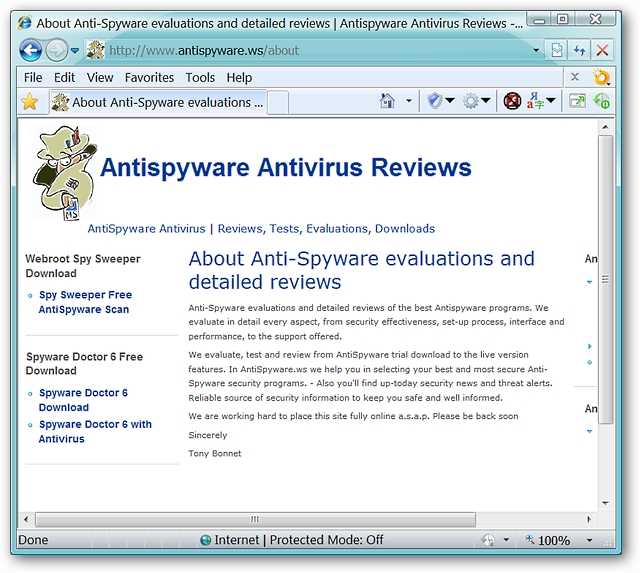 About Anti-Spyware evaluations and detailed reviews | Antispyware Antivirus Reviews -...
http://www.antispyware.ws/about
File Edit View Favorites Tools Help
About Anti-Spyware evaluations ...
Antispyware Antivirus Reviews
AntiSpyware Antivirus | Reviews, Tests, Evaluations, Downloads
Webroot Spy Sweeper
Download
Spy Sweeper Free
AntiSpyware Scan
Spyware Doctor 6 Free
Download
Spyware Doctor 6
Download
Spyware Doctor 6 with
Antivirus
About Anti-Spyware evaluations and
detailed reviews
Anti-Spyware evaluations and detailed reviews of the best Antispyware programs. We
evaluate in detail every aspect, from security effectiveness, set-up process, interface and
performance, to the support offered.
We evaluate, test and review from AntiSpyware trial download to the live version
features. In AntiSpyware.ws we help you in selecting your best and most secure Anti-
Spyware security programs. - Also you'll find up-today security news and threat alerts.
Reliable source of security information to keep you safe and well informed.
We are working hard to place this site fully online a.s.a.p. Please be back soon
Sincerely
Tony Bonnet
An
An
Done
Internet | Protected Mode: Off
100%